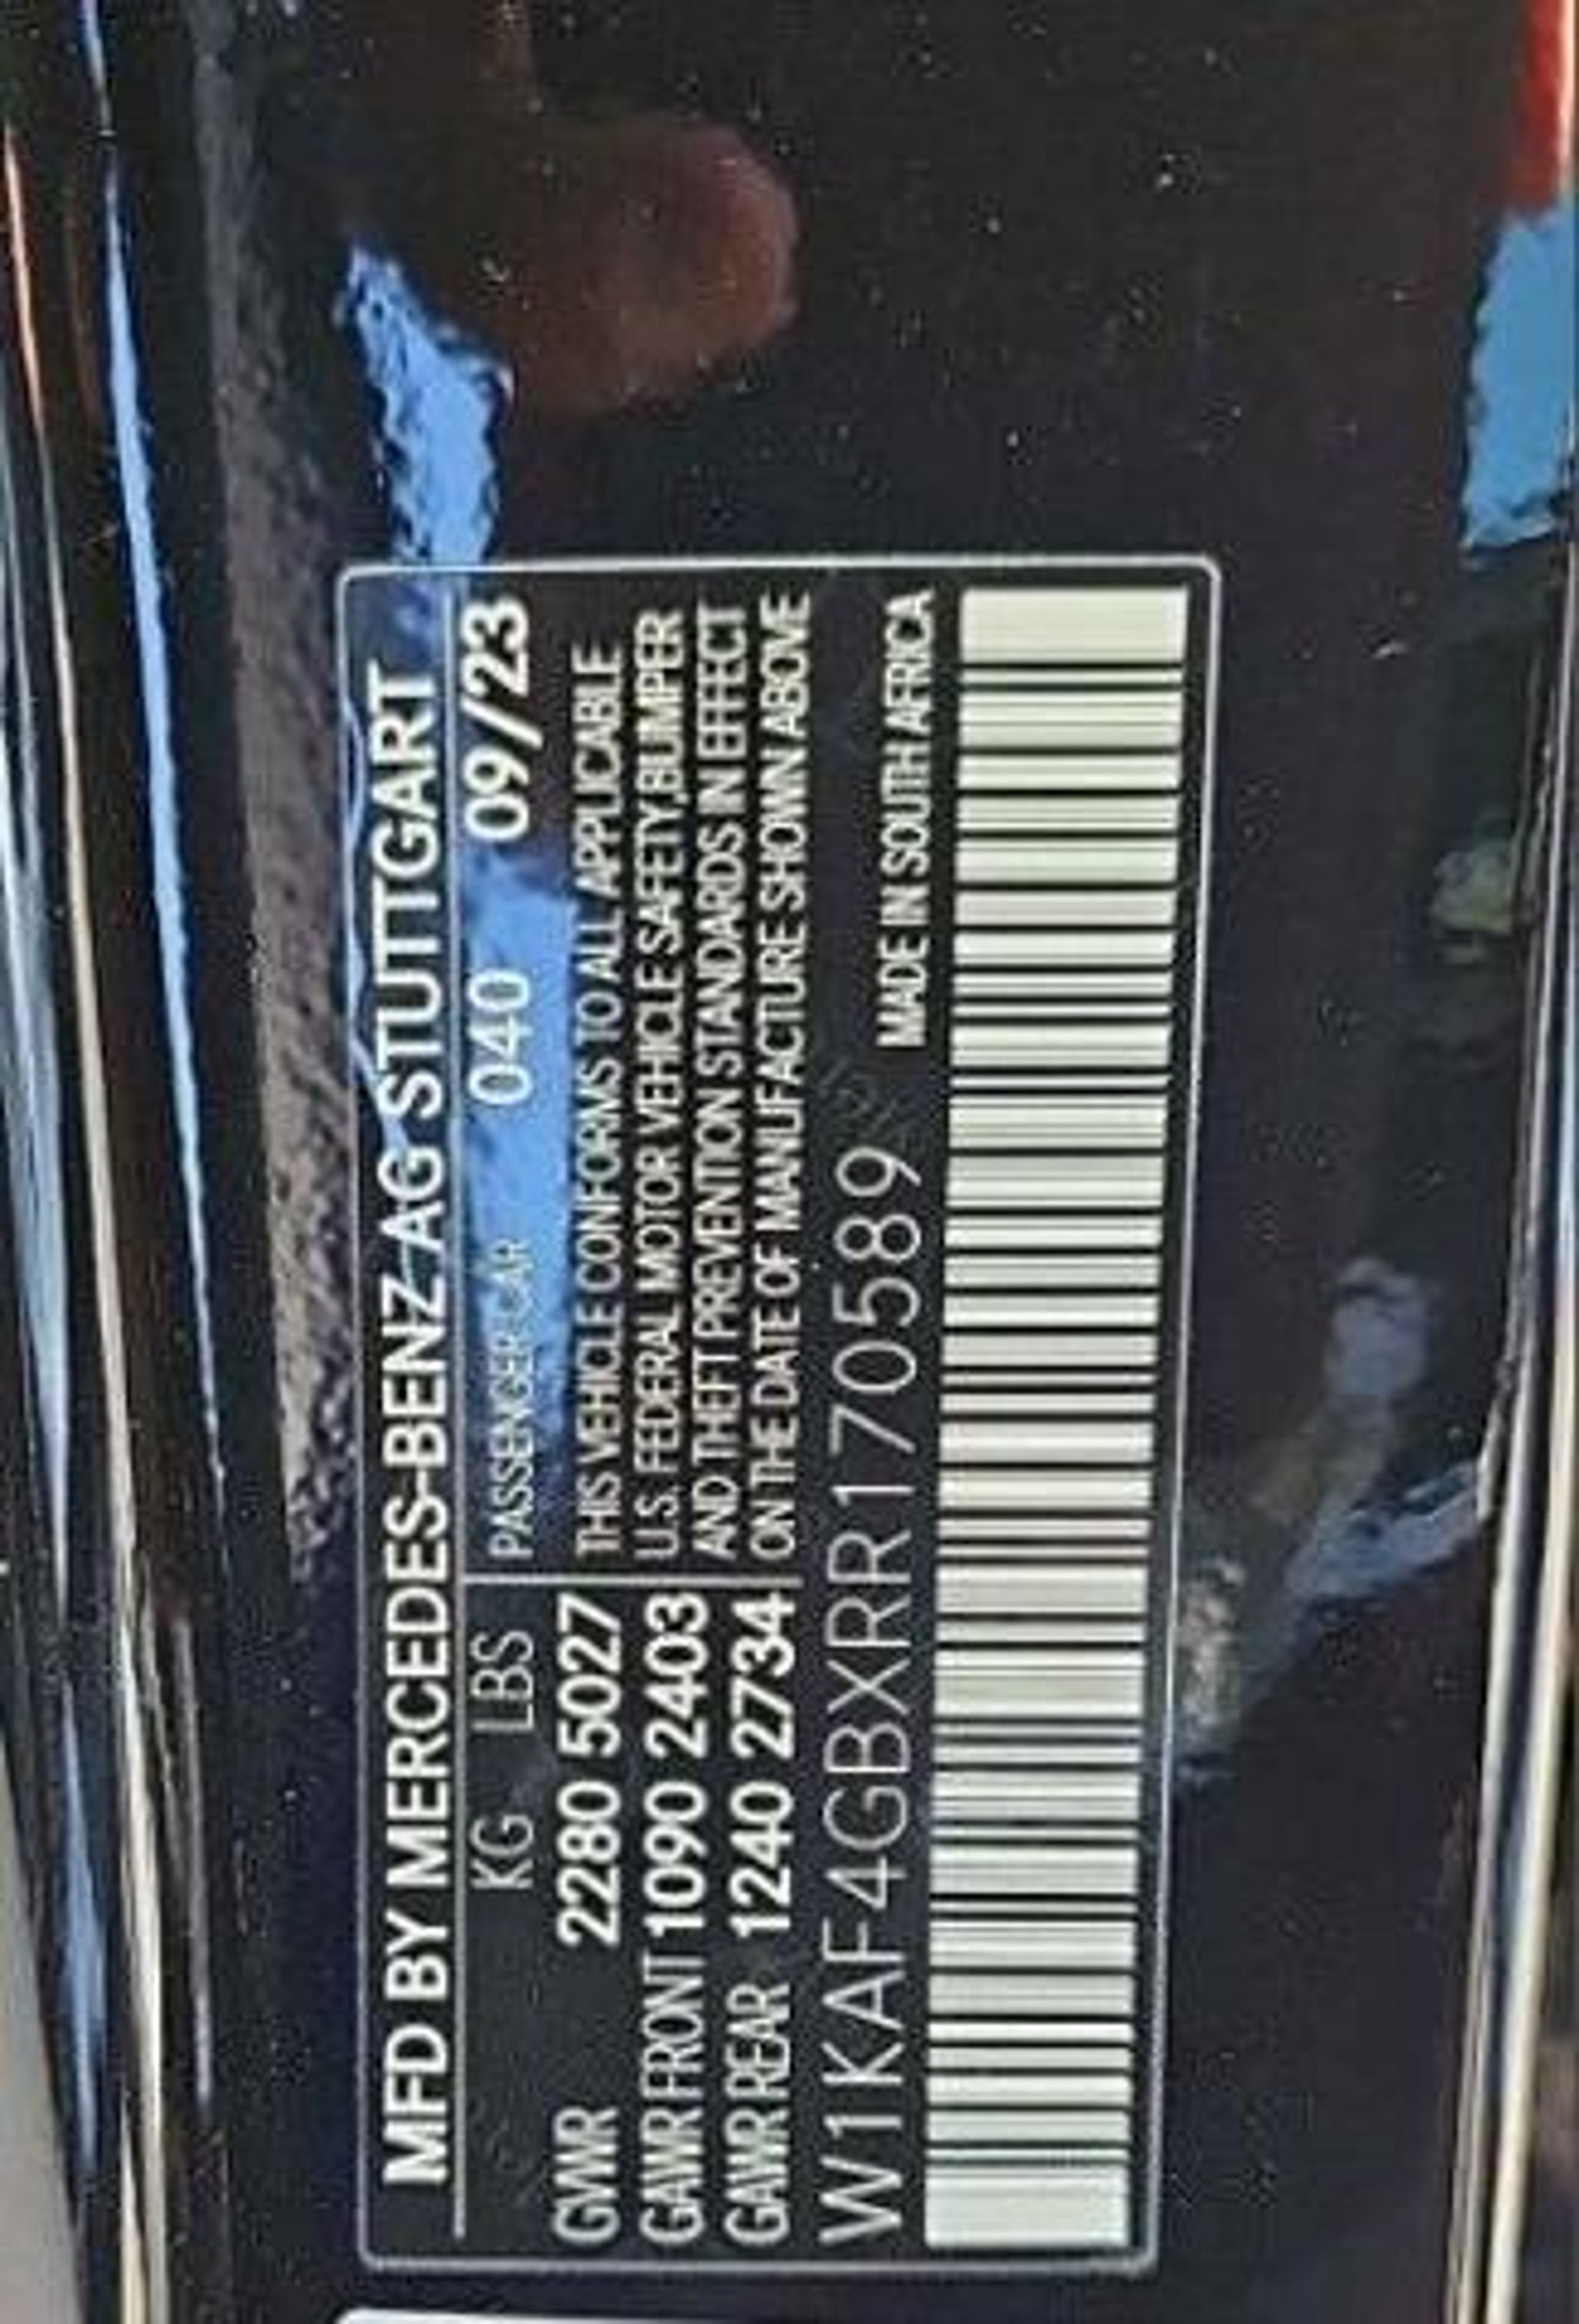 MFD BY MERCEDES-BENZ AG STUTTGART
KG LBS
GVWR 2280 5027
GAWR FRONT 1090 2403
GAWR REAR 1240 2734
PASSENGER CAR 040 09/23
THIS VEHICLE CONFORMS TO ALL APPLICABLE
U.S. FEDERAL MOTOR VEHICLE SAFETY,BUMPER
AND THEFT PREVENTION STANDARDS IN EFFECT
ON THE DATE OF MANUFACTURE SHOWN ABOVE
W1KAF4GBXRR170589
MADE IN SOUTH AFRICA